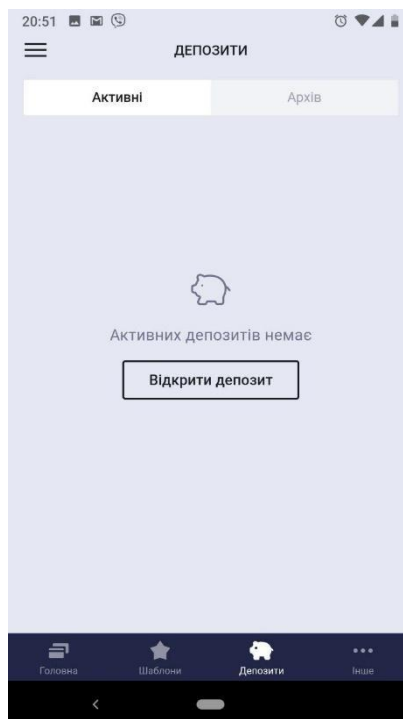 20:51
ДЕПОЗИТИ
Активні Архів
Активних депозитів немає
Відкрити депозит
Головна Шаблони Депозити Інше